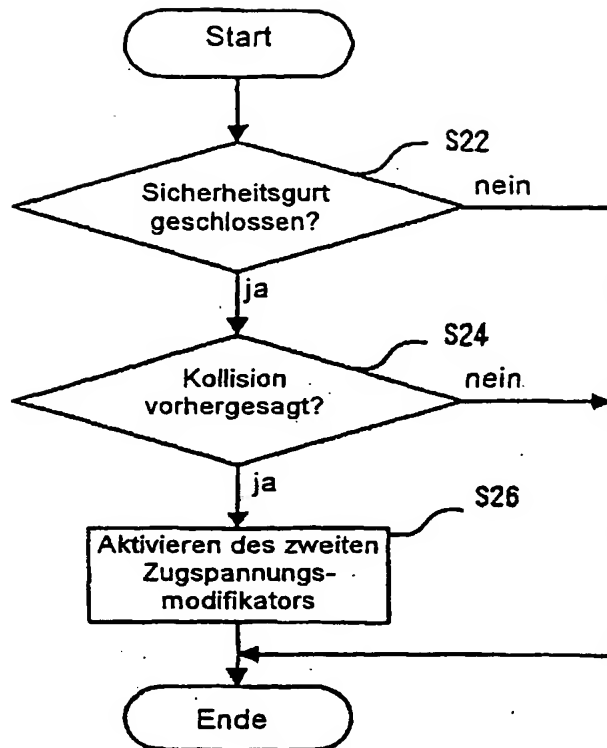 Start
S22
Sicherheitsgurt
geschlossen?
nein
ja
S24
Kollision
vorhergesagt?
nein
ja
S26
Aktivieren des zweiten
Zugspannungs-
modifikators
Ende